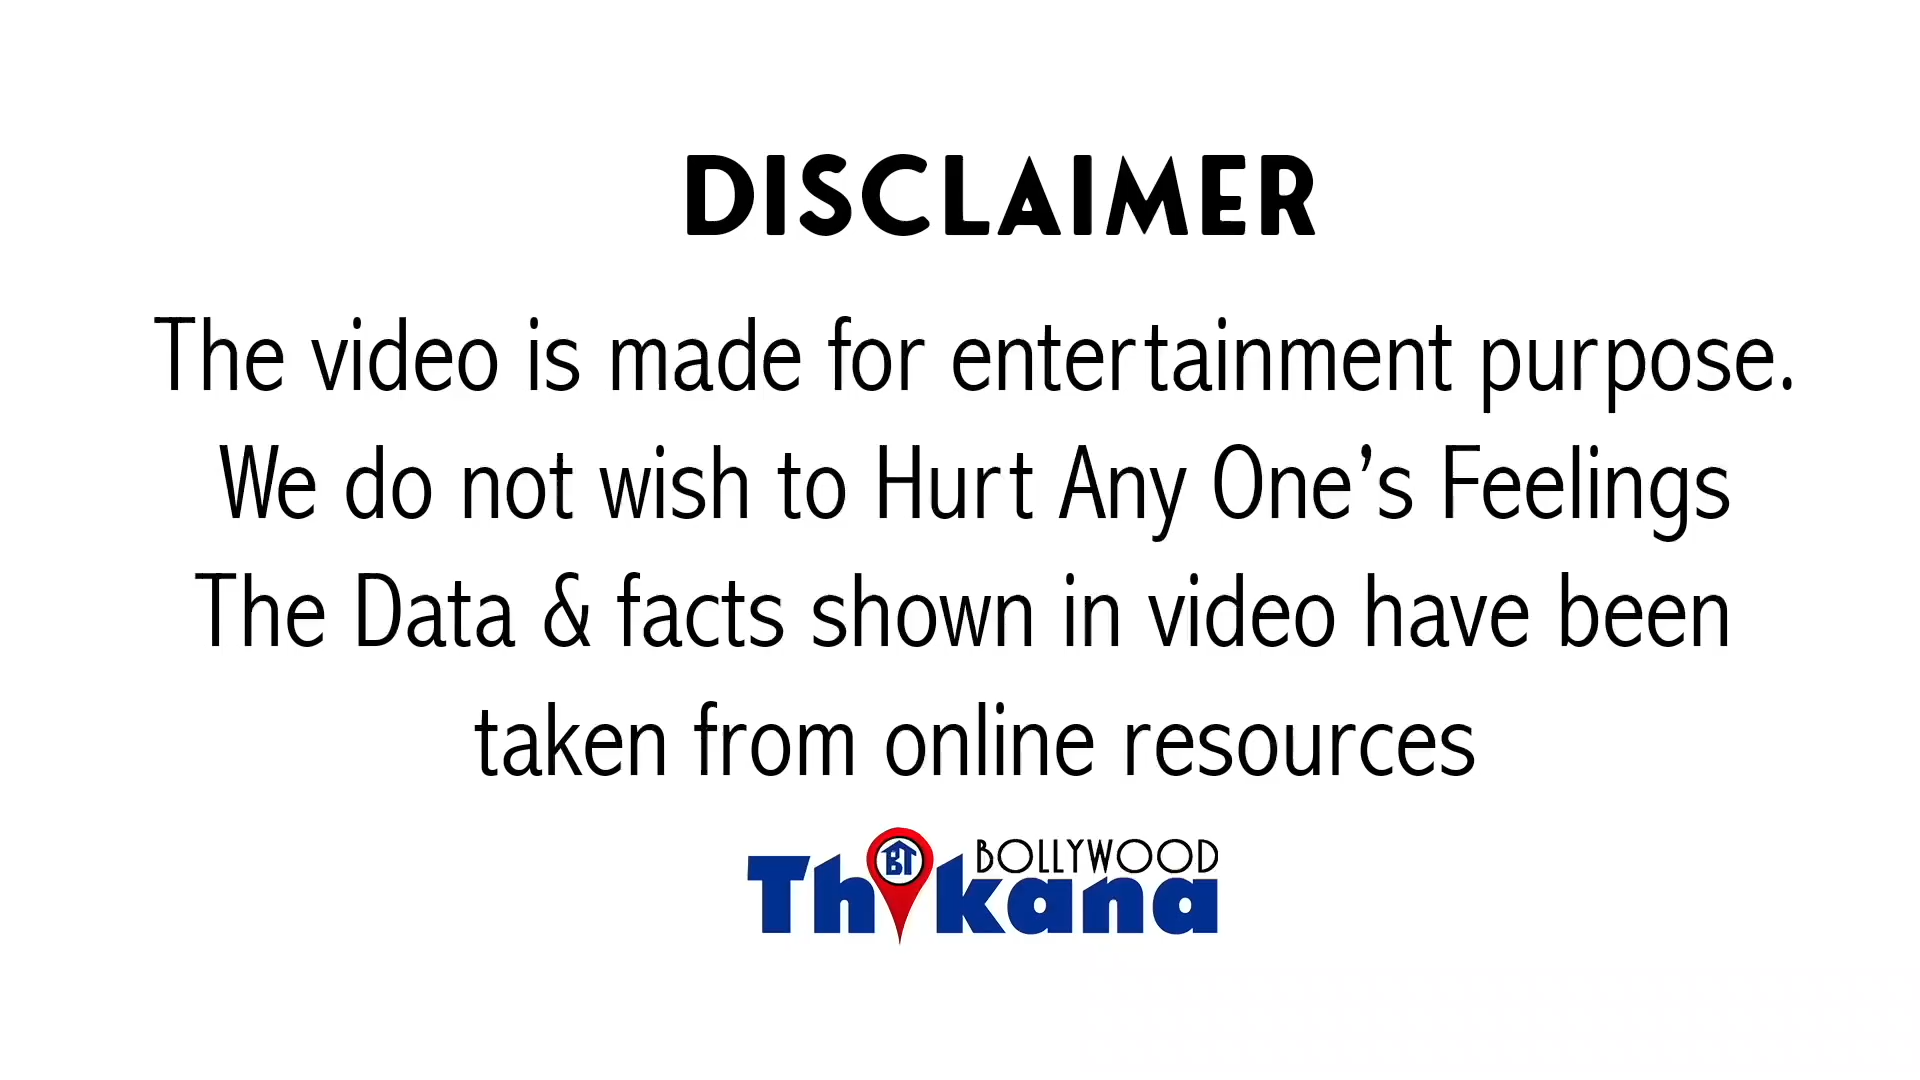 DISCLAIMER
The video is made for entertainment purpose.
We do not wish to Hurt Any One’s Feelings
The Data & facts shown in video have been
taken from online resources
BT
BOLLYWOOD
Thikana